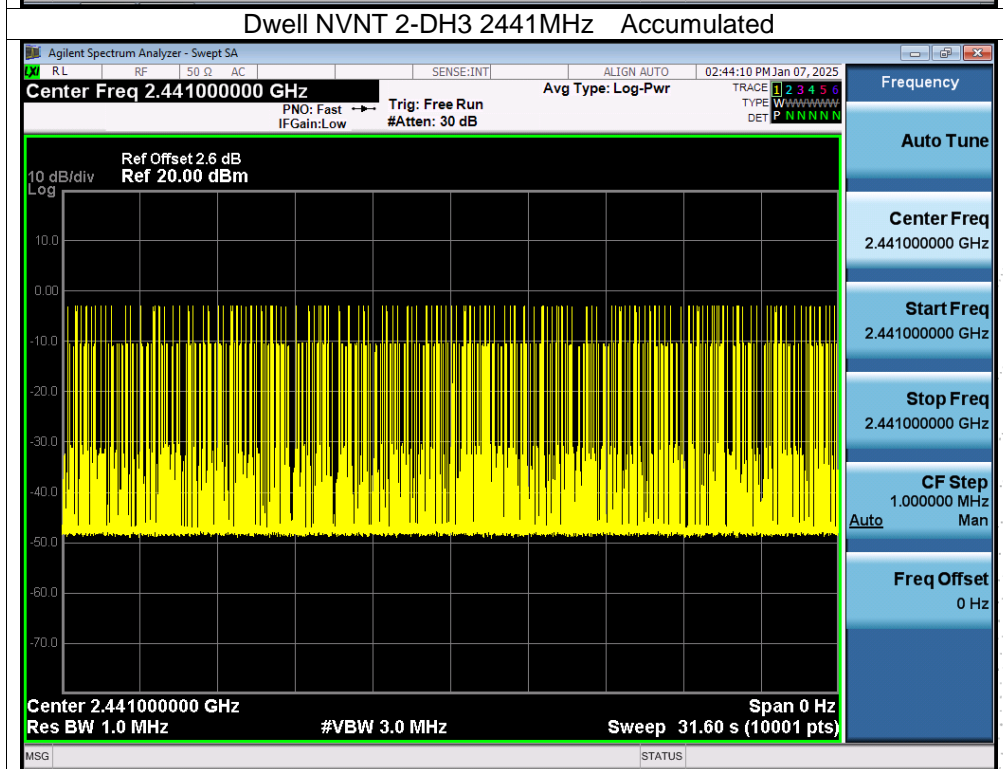 Dwell NVNT 2-DH3 2441MHz Accumulated
Agilent Spectrum Analyzer - Swept SA
LXI RL RF 50 Ω AC SENSE:INT ALIGN AUTO 02:44:10 PM Jan 07, 2025
Center Freq 2.441000000 GHz
PNO: Fast
IFGain:Low
Trig: Free Run
#Atten: 30 dB
Avg Type: Log-Pwr
TRACE 1 2 3 4 5 6
TYPE WWWWWWW
DET P N N N N N
Frequency
Auto Tune
Center Freq
2.441000000 GHz
Start Freq
2.441000000 GHz
Stop Freq
2.441000000 GHz
CF Step
1.000000 MHz
Auto Man
Freq Offset
0 Hz
Ref Offset 2.6 dB
10 dB/div Ref 20.00 dBm
Log
10.0
0.00
-10.0
-20.0
-30.0
-40.0
-50.0
-60.0
-70.0
Center 2.441000000 GHz Span 0 Hz
Res BW 1.0 MHz #VBW 3.0 MHz Sweep 31.60 s (10001 pts)
MSG STATUS